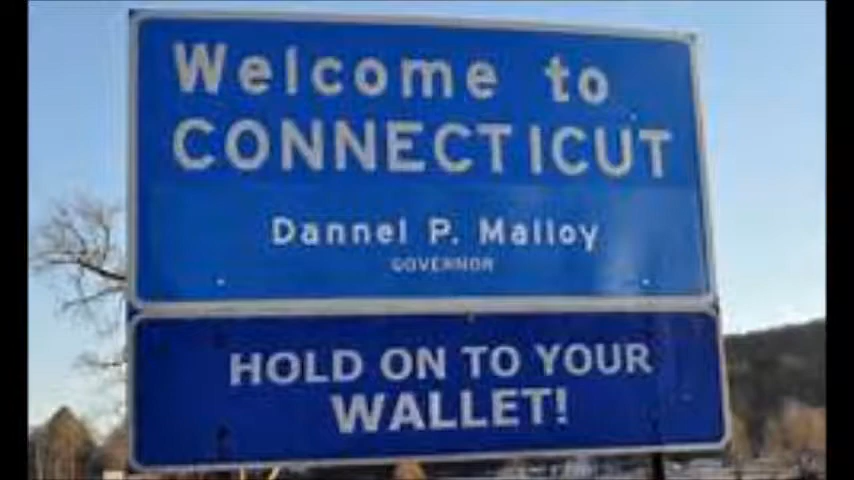 Welcome to
CONNECTICUT
Dannel P. Malloy
GOVERNOR
HOLD ON TO YOUR
WALLET!